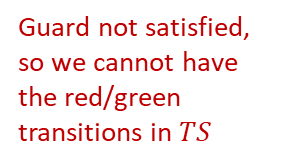 Guard not satisfied,
so we cannot have
the red/green
transitions in TS